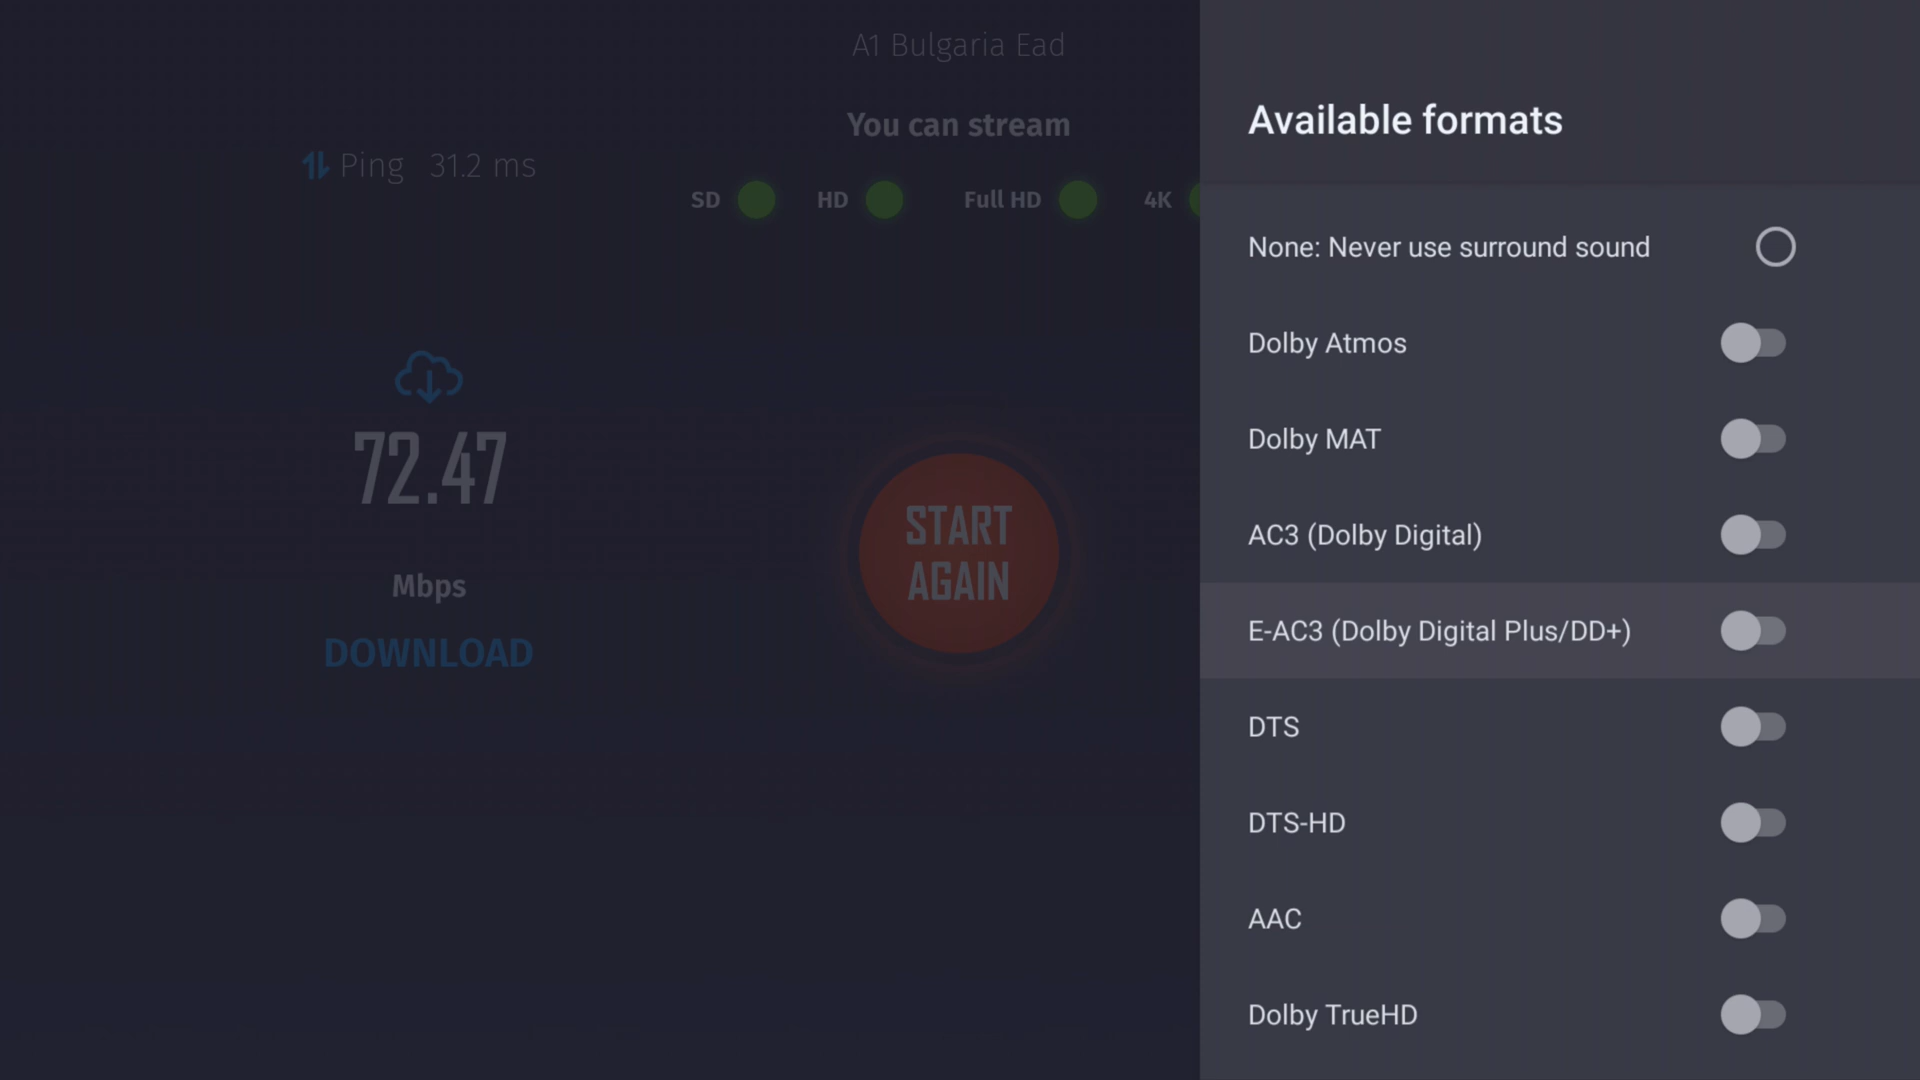 A1 Bulgaria Ead
You can stream
Ping 31.2 ms
SD HD Full HD 4K
72.47
Mbps
DOWNLOAD
START
AGAIN
Available formats
None: Never use surround sound
Dolby Atmos
Dolby MAT
AC3 (Dolby Digital)
E-AC3 (Dolby Digital Plus/DD+)
DTS
DTS-HD
AAC
Dolby TrueHD